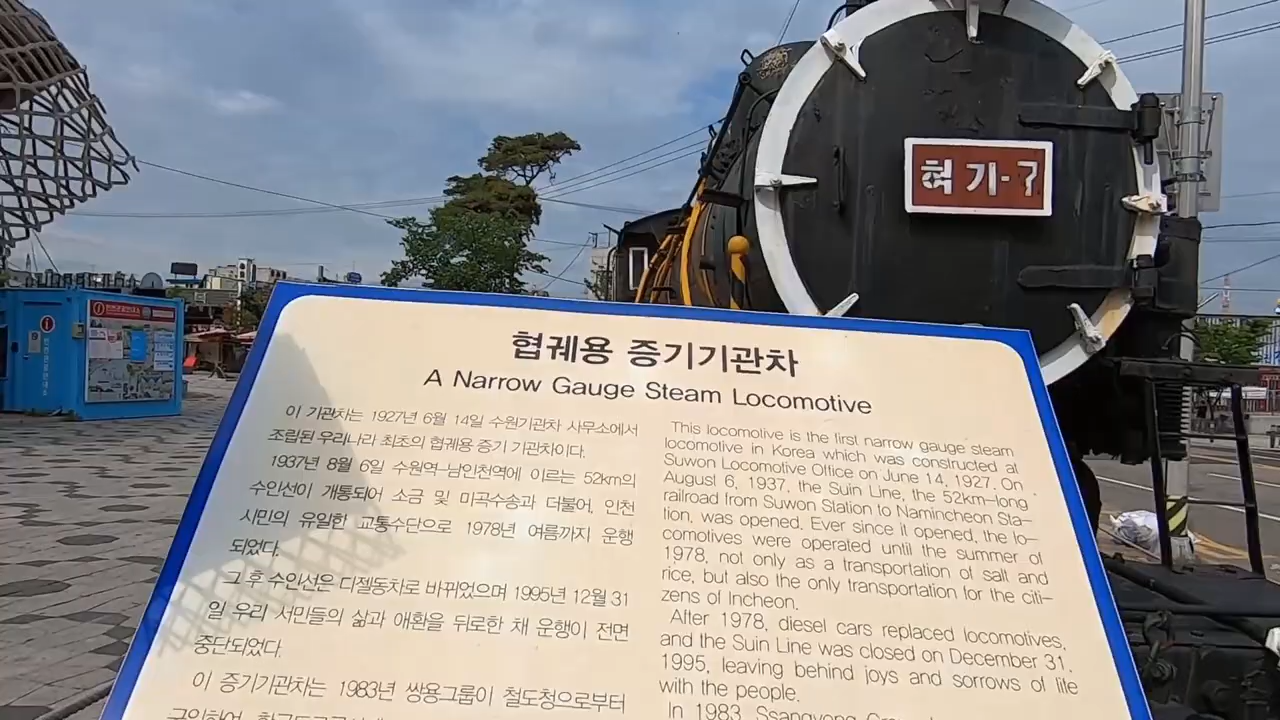 협기-7
협궤용 증기기관차
A Narrow Gauge Steam Locomotive
이 기관차는 1927년 6월 14일 수원기관차 사무소에서
조립된 우리나라 최초의 협궤용 증기 기관차이다.
1937년 8월 6일 수원역-남인천역에 이르는 52km의
수인선이 개통되어 소금 및 미곡수송과 더불어, 인천
시민의 유일한 교통수단으로 1978년 여름까지 운행
되었다.
그 후 수인선은 디젤동차로 바뀌었으며 1995년 12월 31
일 우리 서민들의 삶과 애환을 뒤로한 채 운행이 전면
중단되었다.
이 증기기관차는 1983년 쌍용그룹이 철도청으로부터
This locomotive is the first narrow gauge steam
locomotive in Korea which was constructed at
Suwon Locomotive Office on June 14, 1927. On
August 6, 1937, the Suin Line, the 52km-long
railroad from Suwon Station to Namincheon Sta-
tion, was opened. Ever since it opened, the lo-
comotives were operated until the summer of
1978, not only as a transportation of salt and
rice, but also the only transportation for the citi-
zens of Incheon.
After 1978, diesel cars replaced locomotives,
and the Suin Line was closed on December 31,
1995, leaving behind joys and sorrows of life
with the people.
In 1983, Ssangyong